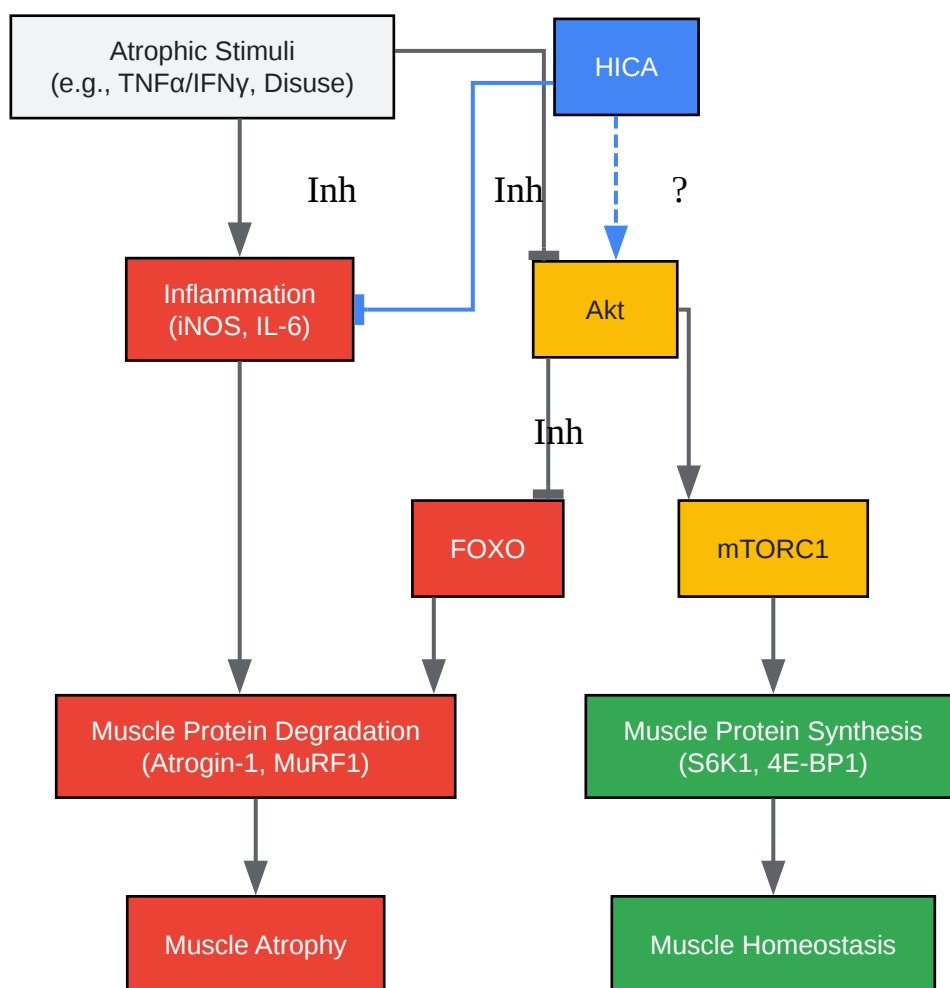 Atrophic Stimuli
(e.g., TNFα/IFNγ, Disuse)
HICA
Inh
Inh
?
Inflammation
(iNOS, IL-6)
Akt
Inh
FOXO
mTORC1
Muscle Protein Degradation
(Atrogin-1, MuRF1)
Muscle Protein Synthesis
(S6K1, 4E-BP1)
Muscle Atrophy
Muscle Homeostasis